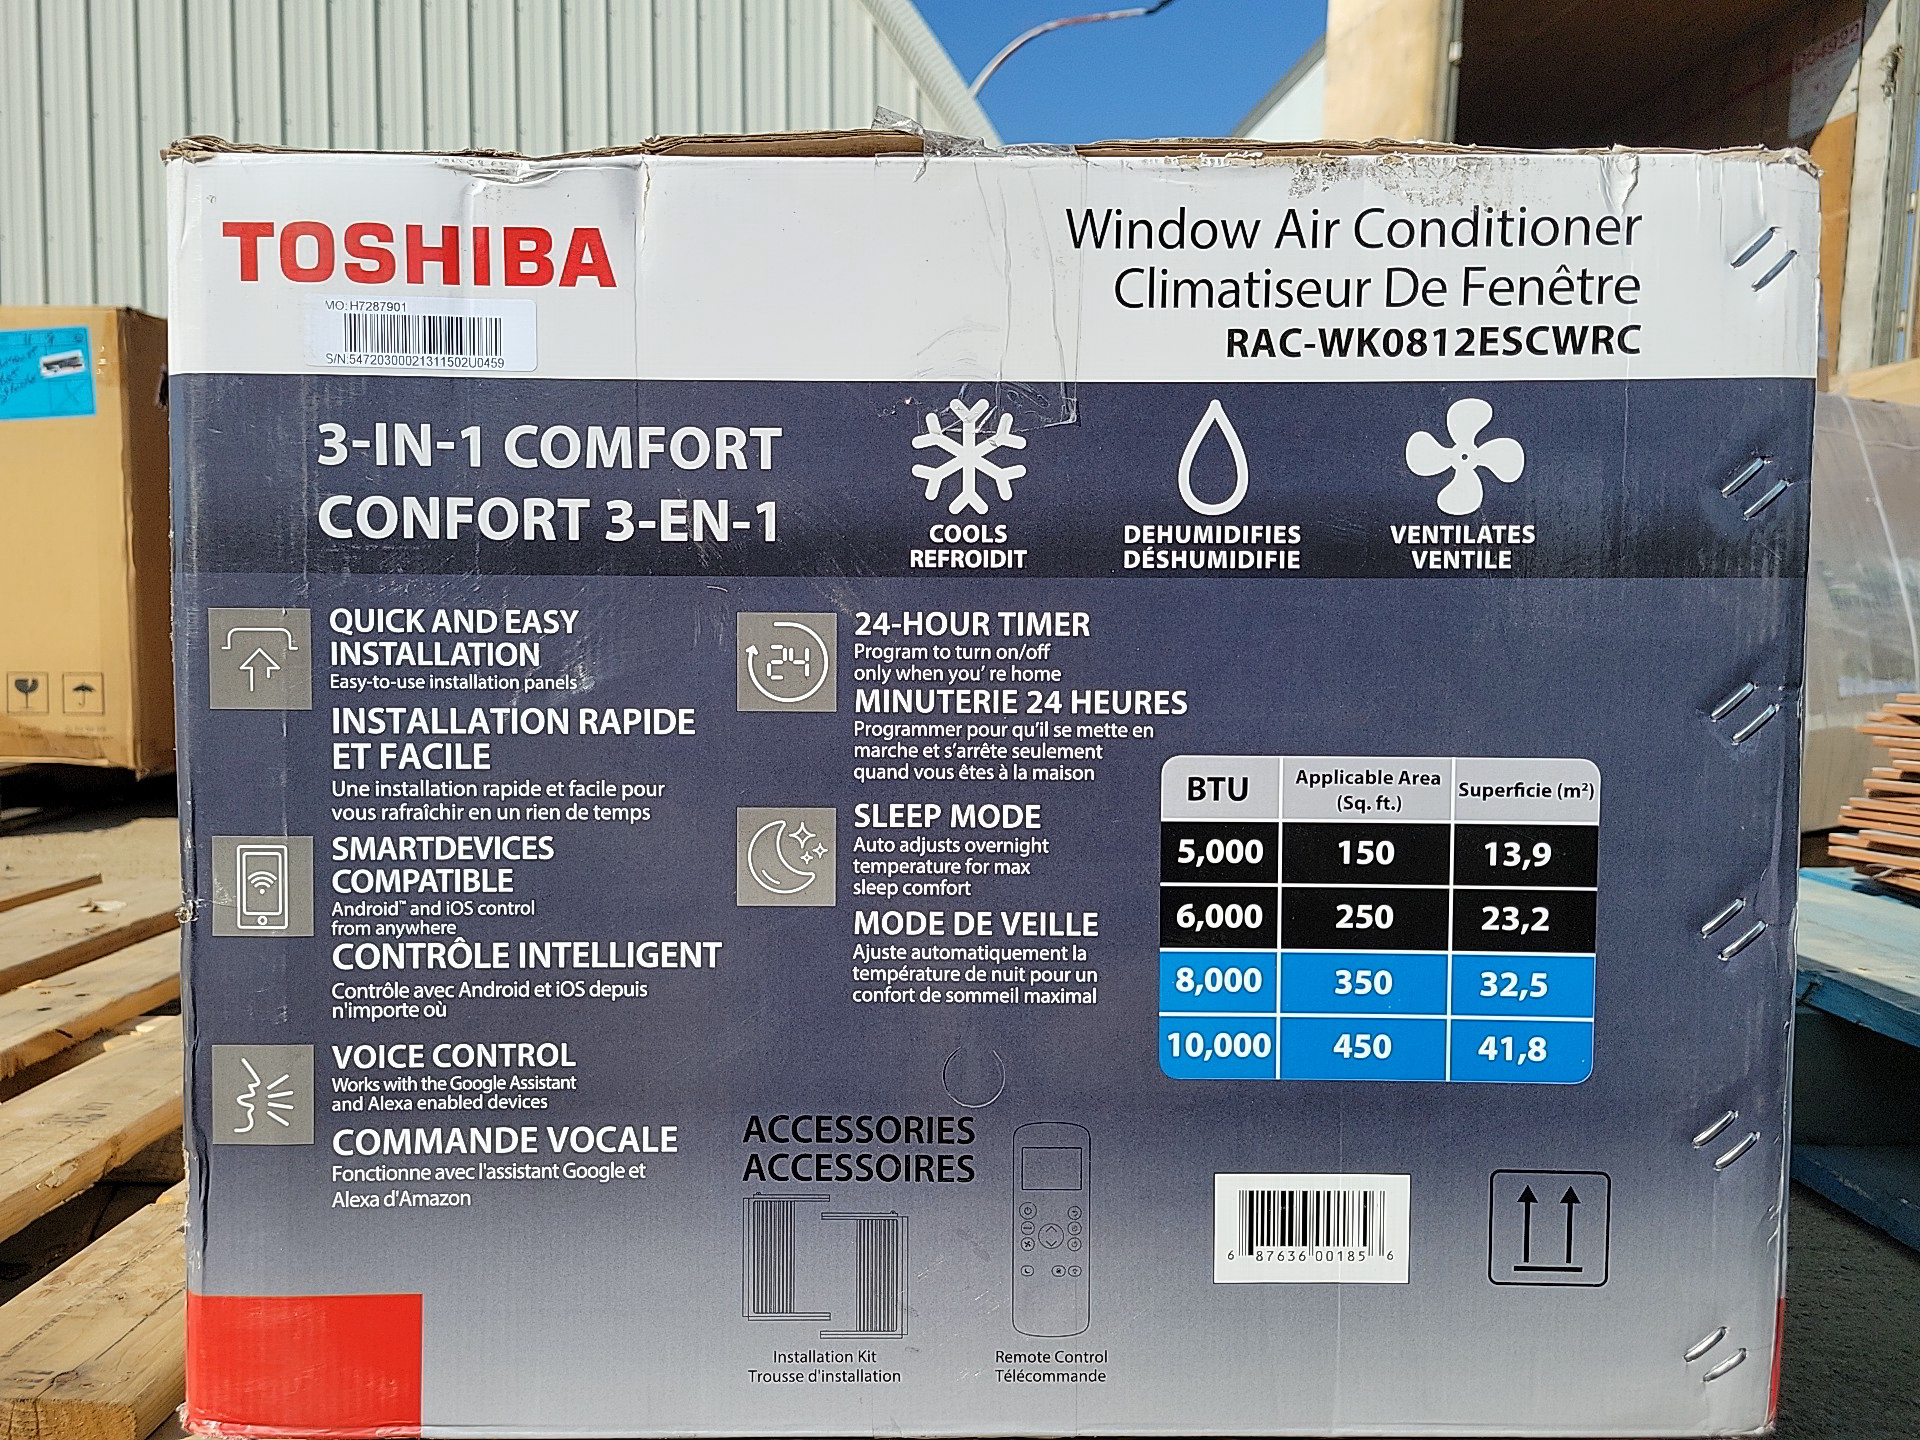 TOSHIBA
MO: H7287901
S/N:54720300021311502U0459
Window Air Conditioner
Climatiseur De Fenêtre
RAC-WK0812ESCWRC
3-IN-1 COMFORT
CONFORT 3-EN-1
COOLS
REFROIDIT
DEHUMIDIFIES
DÉSHUMIDIFIE
VENTILATES
VENTILE
QUICK AND EASY
INSTALLATION
Easy-to-use installation panels
INSTALLATION RAPIDE
ET FACILE
Une installation rapide et facile pour
vous rafraîchir en un rien de temps
SMARTDEVICES
COMPATIBLE
Android™ and iOS control
from anywhere
CONTRÔLE INTELLIGENT
Contrôle avec Android et iOS depuis
n'importe où
VOICE CONTROL
Works with the Google Assistant
and Alexa enabled devices
COMMANDE VOCALE
Fonctionne avec l'assistant Google et
Alexa d'Amazon
24
24-HOUR TIMER
Program to turn on/off
only when you' re home
MINUTERIE 24 HEURES
Programmer pour qu'il se mette en
marche et s'arrête seulement
quand vous êtes à la maison
SLEEP MODE
Auto adjusts overnight
temperature for max
sleep comfort
MODE DE VEILLE
Ajuste automatiquement la
température de nuit pour un
confort de sommeil maximal
BTU Applicable Area (Sq. ft.) Superficie (m²)
5,000 150 13,9
6,000 250 23,2
8,000 350 32,5
10,000 450 41,8
ACCESSORIES
ACCESSOIRES
Installation Kit
Trousse d'installation
Remote Control
Télécommande
6 87636 00185 6